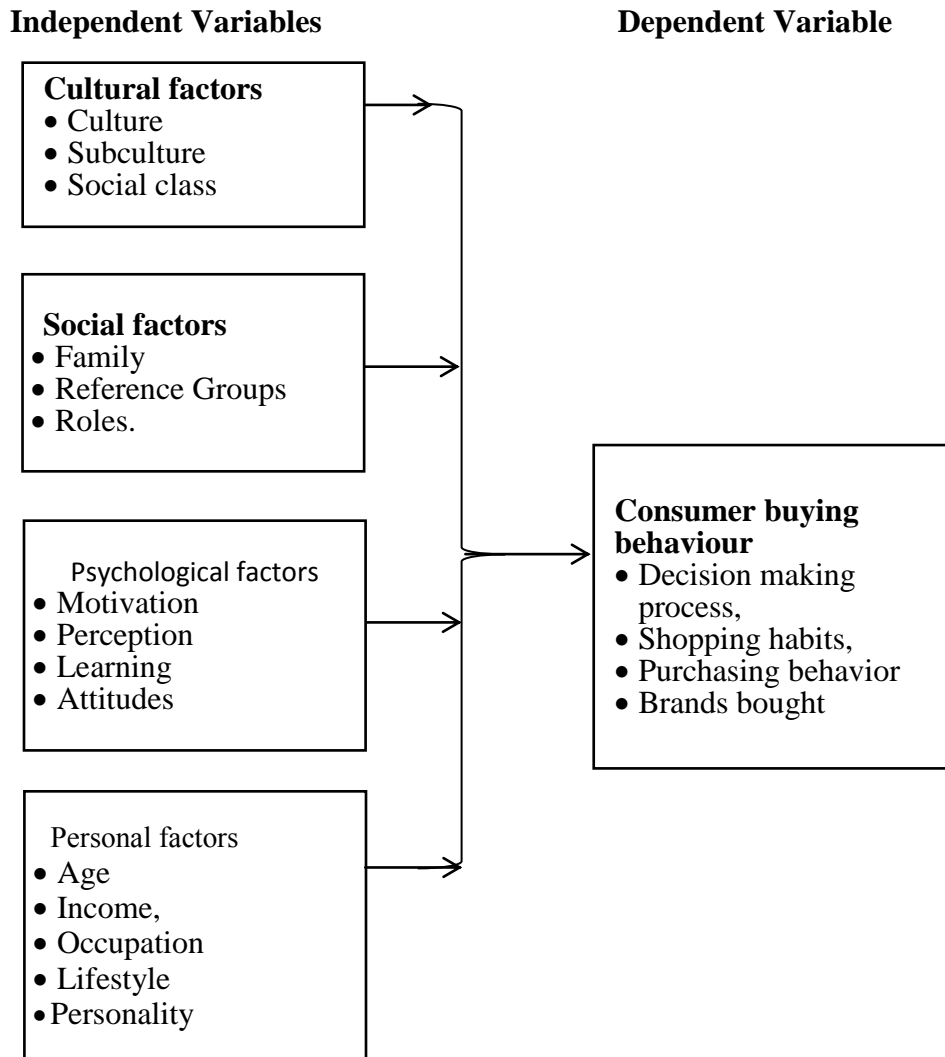 Independent Variables
Dependent Variable
Cultural factors
• Culture
• Subculture
• Social class
Social factors
• Family
• Reference Groups
• Roles.
Psychological factors
• Motivation
• Perception
• Learning
• Attitudes
Personal factors
• Age
• Income,
• Occupation
• Lifestyle
• Personality
Consumer buying
behaviour
• Decision making
process,
• Shopping habits,
• Purchasing behavior
• Brands bought